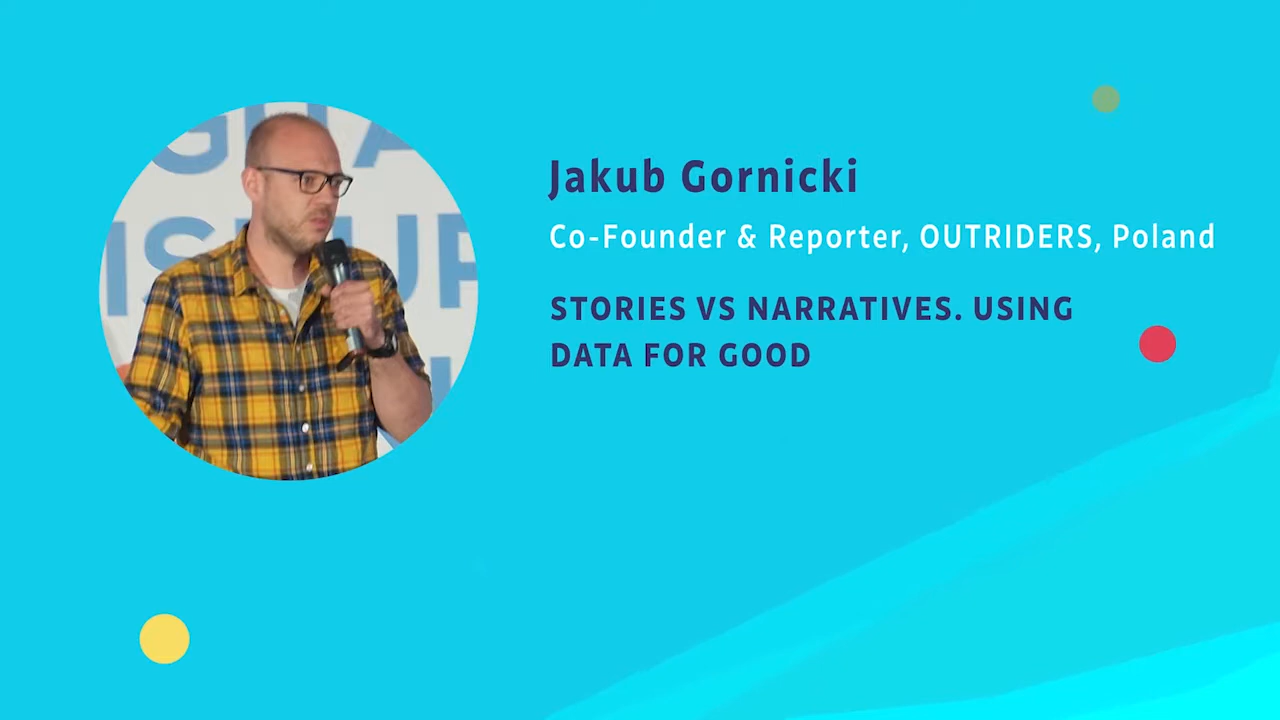 Jakub Gornicki
Co-Founder & Reporter, OUTRIDERS, Poland
STORIES VS NARRATIVES. USING
DATA FOR GOOD